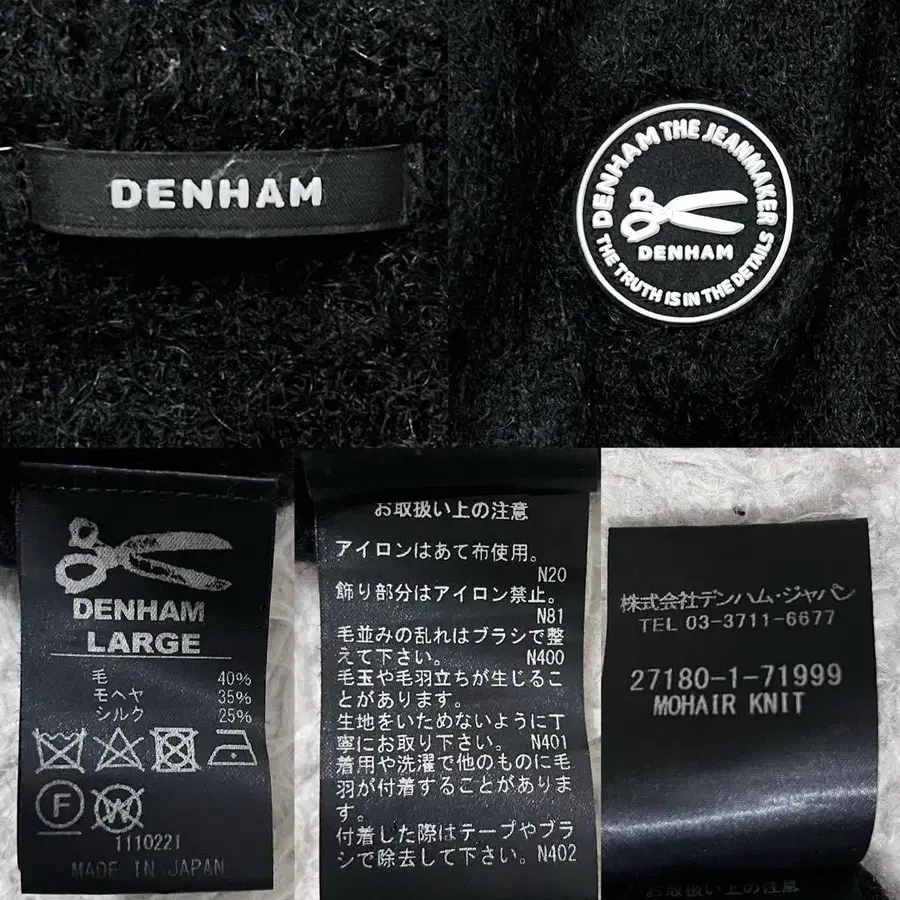 DENHAM
DENHAM THE JEANMAKER
DENHAM
THE TRUTH IS IN THE DETAILS
DENHAM
LARGE
毛 40%
モヘヤ 35%
シルク 25%
F
W
1110221
MADE IN JAPAN
お取扱い上の注意
アイロンはあて布使用。
N20
飾り部分はアイロン禁止。
N81
毛並みの乱れはブラシで整
えて下さい。 N400
毛玉や毛羽立ちが生じるこ
とがあります。
生地をいためないように丁
寧にお取り下さい。 N401
着用や洗濯で他のものに毛
羽が付着することがありま
す。
付着した際はテープやブラ
シで除去して下さい。N402
株式会社デンハム・ジャパン
TEL 03-3711-6677
27180-1-71999
MOHAIR KNIT
お取扱い上の注意